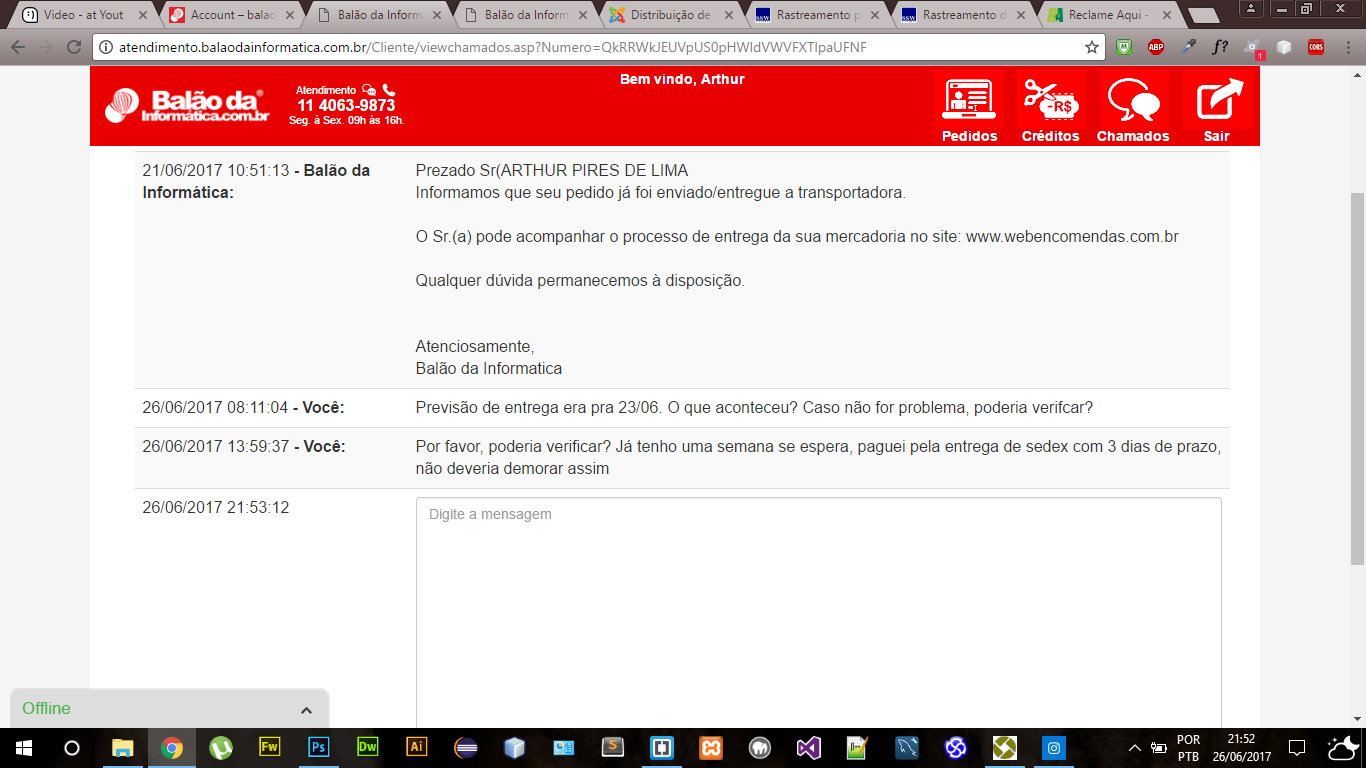 Video - at Yout
Account – balao
Balão da Inform
Balão da Inform
Distribuição de
Rastreamento p
Rastreamento d
Reclame Aqui -
atendimento.balaodainformatica.com.br/Cliente/viewchamados.asp?Numero=QkRRWkJEUVpUS0pHWldVWVFXTlpaUFNF
ABP
f?
1
CORS
Balão da
Informática.com.br
Atendimento
11 4063-9873
Seg. à Sex. 09h às 16h.
Bem vindo, Arthur
-R$
Pedidos
Créditos
Chamados
Sair
21/06/2017 10:51:13 - Balão da
Informática:
Prezado Sr(ARTHUR PIRES DE LIMA
Informamos que seu pedido já foi enviado/entregue a transportadora.
O Sr.(a) pode acompanhar o processo de entrega da sua mercadoria no site: www.webencomendas.com.br
Qualquer dúvida permanecemos à disposição.
Atenciosamente,
Balão da Informatica
26/06/2017 08:11:04 - Você:
Previsão de entrega era pra 23/06. O que aconteceu? Caso não for problema, poderia verifcar?
26/06/2017 13:59:37 - Você:
Por favor, poderia verificar? Já tenho uma semana se espera, paguei pela entrega de sedex com 3 dias de prazo,
não deveria demorar assim
26/06/2017 21:53:12
Digite a mensagem
Offline
Fw
Ps
Dw
Ai
S
POR
PTB
21:52
26/06/2017